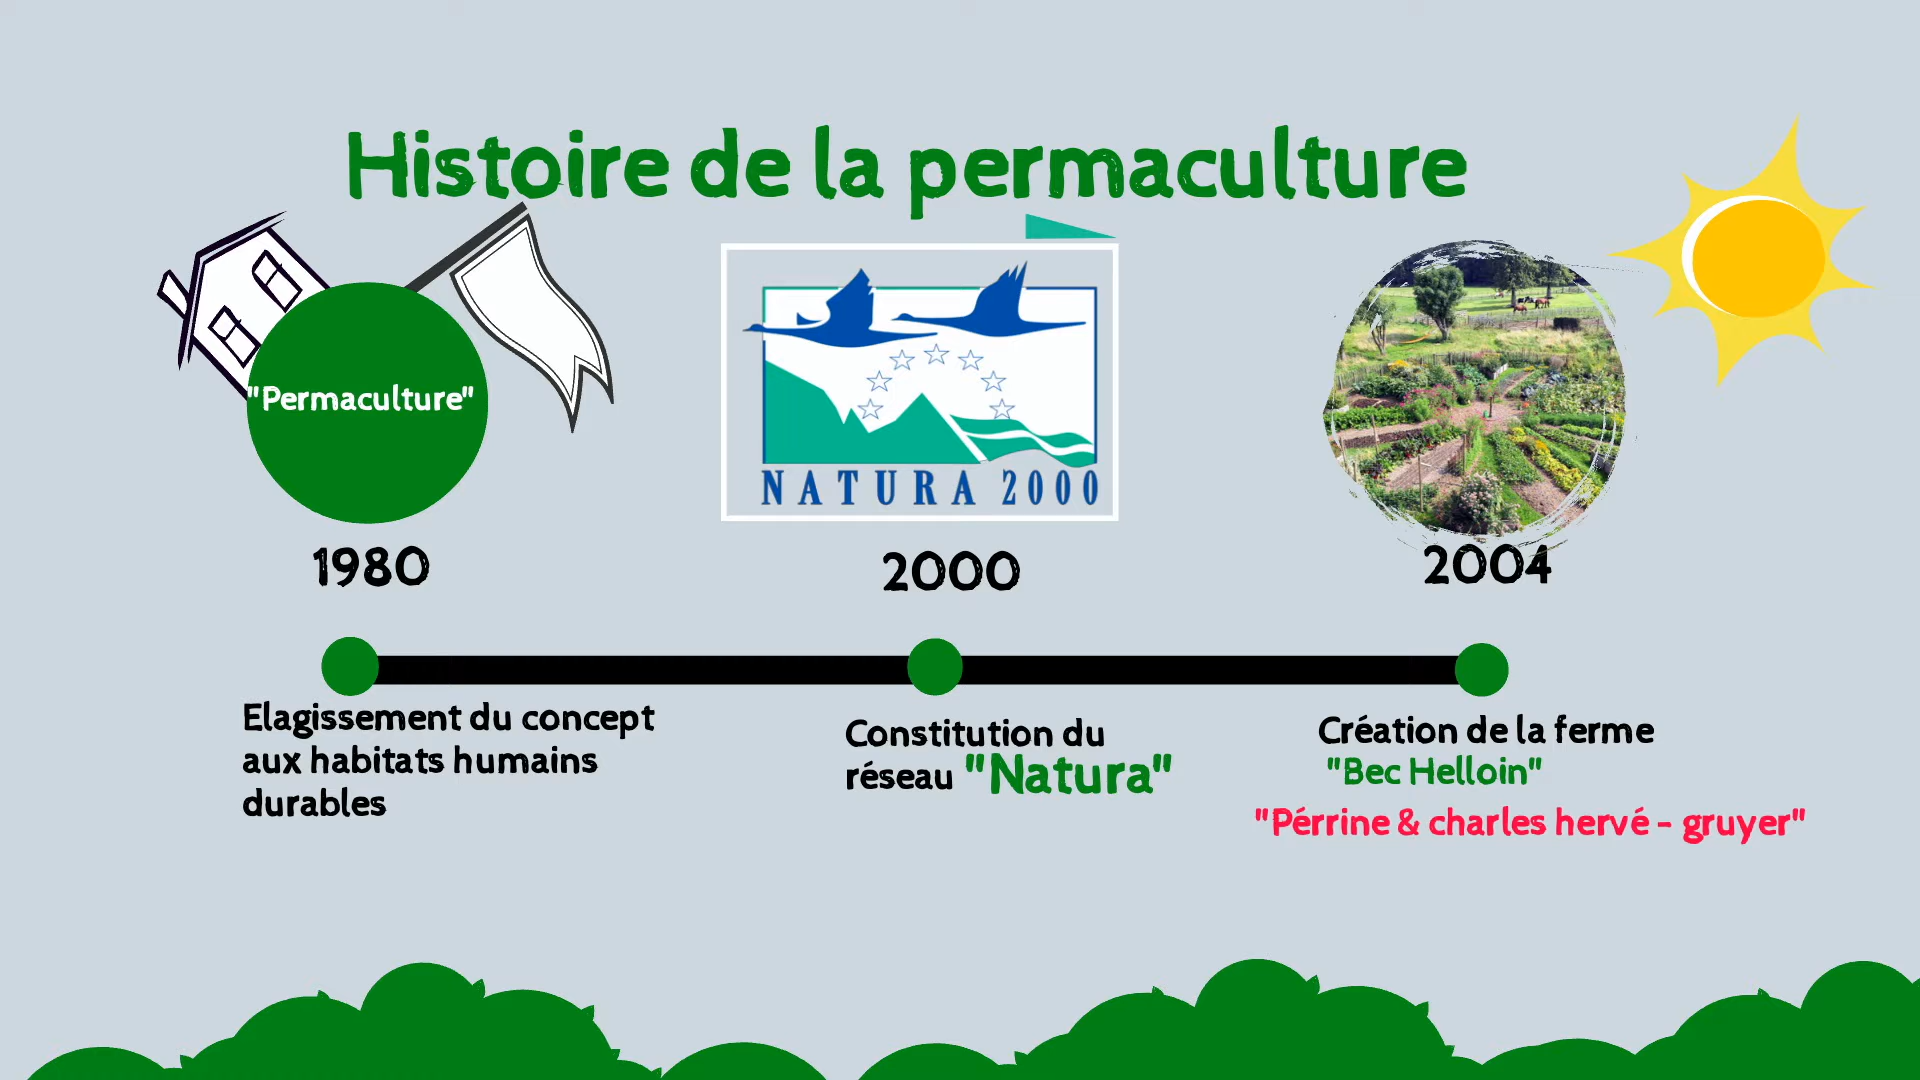 Histoire de la permaculture
"Permaculture"
NATURA 2000
1980
2000
2004
Elagissement du concept
aux habitats humains
durables
Constitution du
réseau "Natura"
Création de la ferme
"Bec Helloin"
"Pérrine & charles hervé - gruyer"